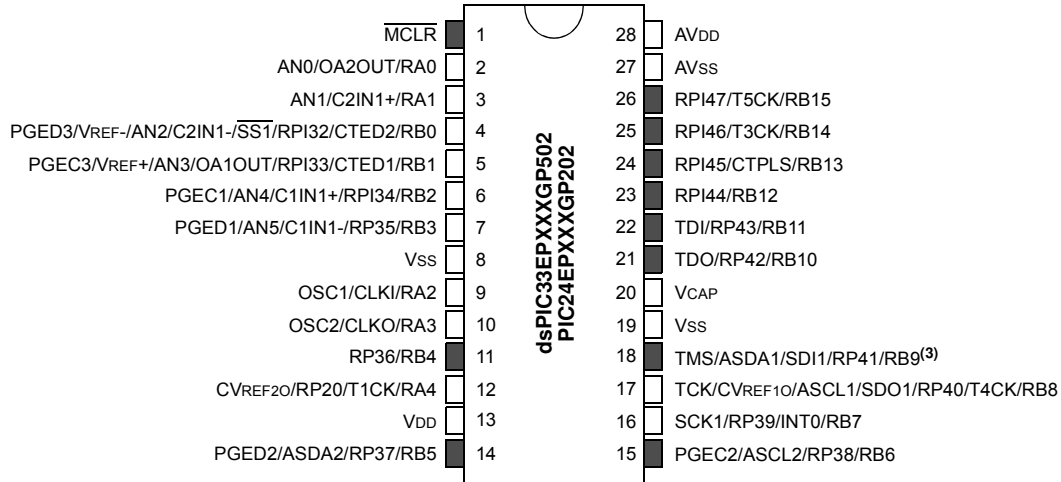 MCLR 1 28 AVDD
AN0/OA2OUT/RA0 2 27 AVSS
AN1/C2IN1+/RA1 3 26 RPI47/T5CK/RB15
PGED3/VREF-/AN2/C2IN1-/SS1/RPI32/CTED2/RB0 4 25 RPI46/T3CK/RB14
PGEC3/VREF+/AN3/OA1OUT/RPI33/CTED1/RB1 5 24 RPI45/CTPLS/RB13
PGEC1/AN4/C1IN1+/RPI34/RB2 6 23 RPI44/RB12
PGED1/AN5/C1IN1-/RP35/RB3 7 22 TDI/RP43/RB11
VSS 8 21 TDO/RP42/RB10
OSC1/CLKI/RA2 9 20 VCAP
OSC2/CLKO/RA3 10 19 VSS
RP36/RB4 11 18 TMS/ASDA1/SDI1/RP41/RB9(3)
CVREF2O/RP20/T1CK/RA4 12 17 TCK/CVREF1O/ASCL1/SDO1/RP40/T4CK/RB8
VDD 13 16 SCK1/RP39/INT0/RB7
PGED2/ASDA2/RP37/RB5 14 15 PGEC2/ASCL2/RP38/RB6
dsPIC33EPXXXGP502
PIC24EPXXXGP202